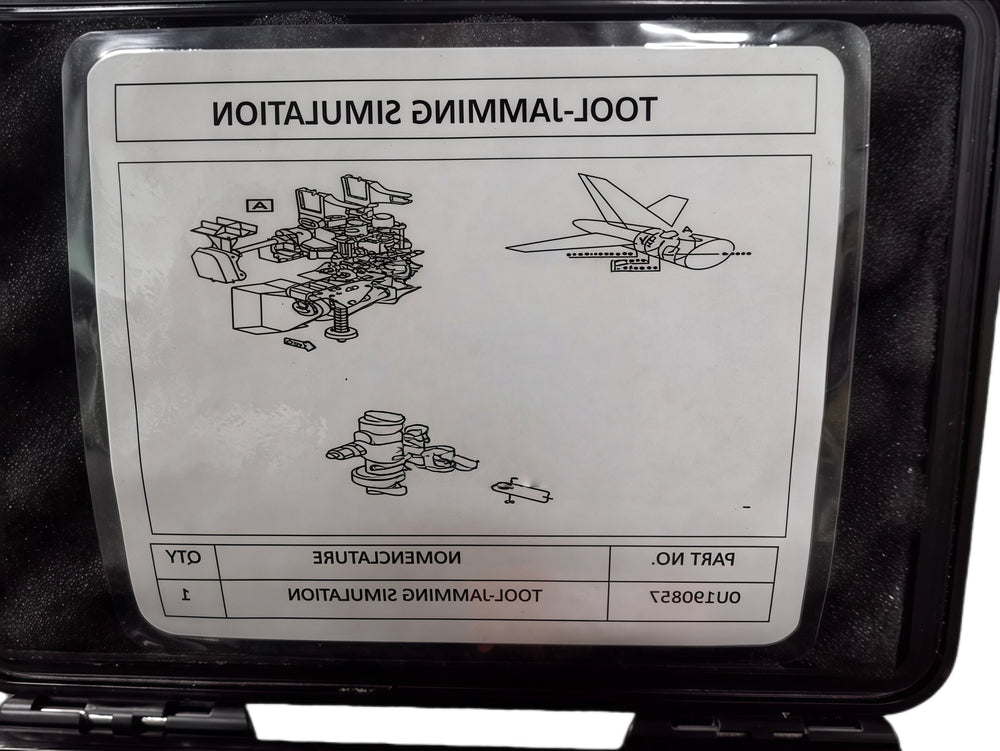 TOOL-JAMMING SIMULATION
A
PART NO. NOMENCLATURE QTY
0U190857 TOOL-JAMMING SIMULATION 1